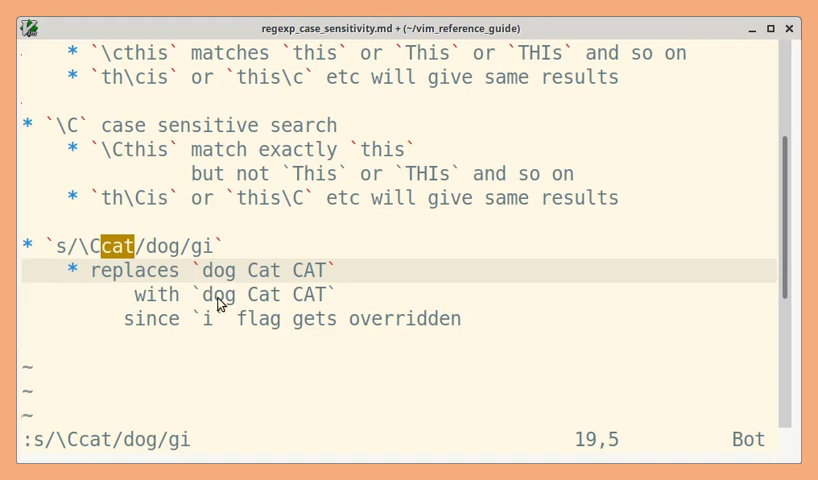 regexp_case_sensitivity.md + (~/vim_reference_guide)
* `\cthis` matches `this` or `This` or `THIs` and so on
* `th\cis` or `this\c` etc will give same results
* `\C` case sensitive search
* `\Cthis` match exactly `this`
but not `This` or `THIs` and so on
* `th\Cis` or `this\C` etc will give same results
* `s/\Ccat/dog/gi`
* replaces `dog Cat CAT`
with `dog Cat CAT`
since `i` flag gets overridden
~
~
~
:s/\Ccat/dog/gi 19,5 Bot